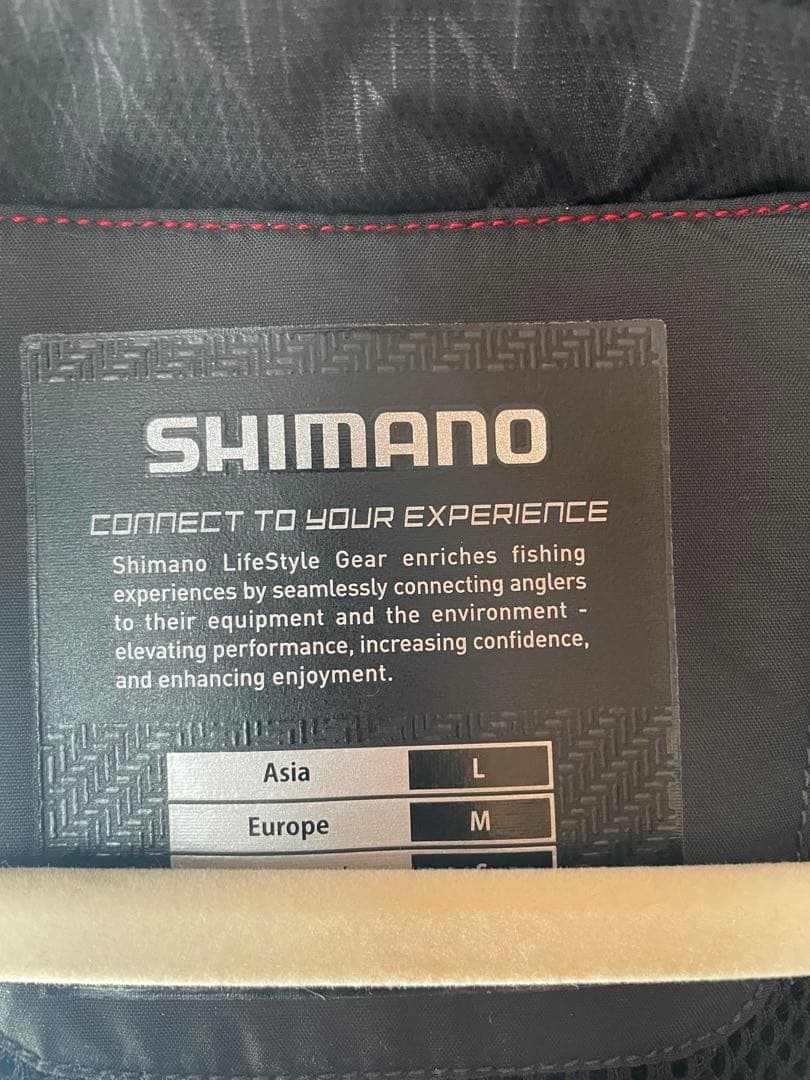 SHIMANO
CONNECT TO YOUR EXPERIENCE
Shimano LifeStyle Gear enriches fishing
experiences by seamlessly connecting anglers
to their equipment and the environment -
elevating performance, increasing confidence,
and enhancing enjoyment.
Asia L
Europe M